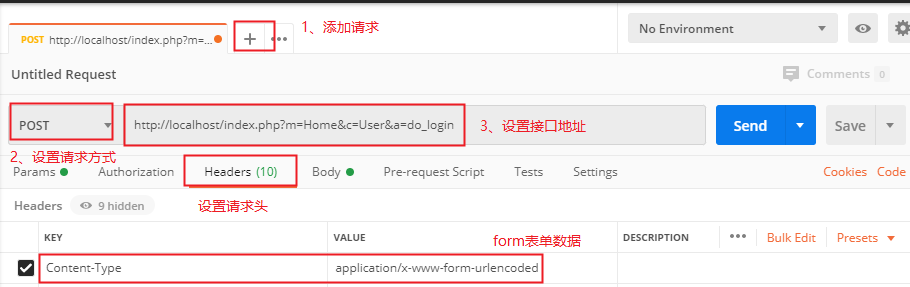 1、添加请求
POST http://localhost/index.php?m=... + ••• No Environment
Untitled Request Comments 0
POST http://localhost/index.php?m=Home&c=User&a=do_login 3、设置接口地址 Send Save
2、设置请求方式
Params Authorization Headers (10) Body Pre-request Script Tests Settings Cookies Code
Headers 9 hidden 设置请求头
KEY VALUE form表单数据 DESCRIPTION ••• Bulk Edit Presets
Content-Type application/x-www-form-urlencoded